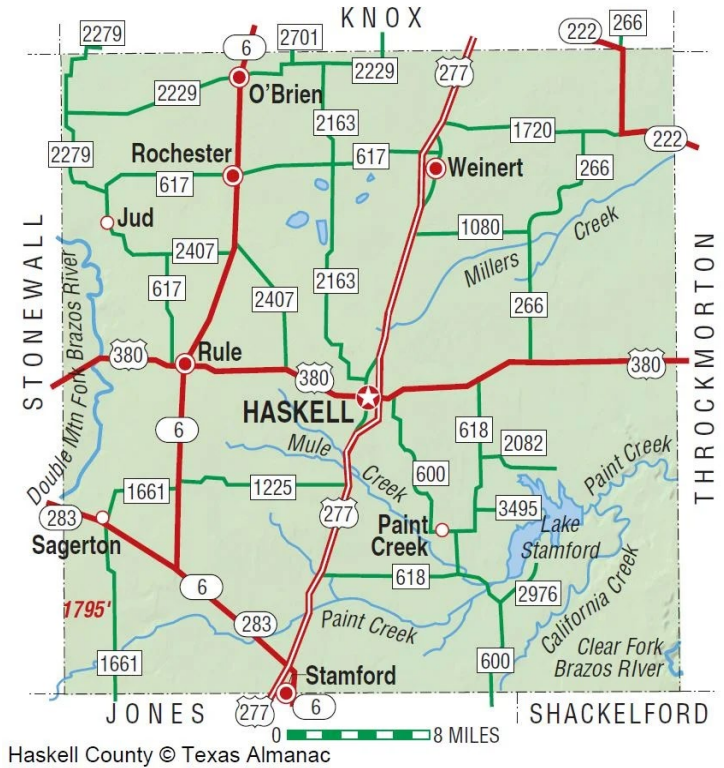 KNOX
2279
6
2701
222
266
2229
277
2229
O'Brien
2163
1720
222
2279
Rochester
617
Weinert
266
617
Jud
1080
Creek
2407
Millers
STONEWALL
THROCKMORTON
617
2163
2407
266
Double Mtn Fork Brazos River
380
Rule
380
380
HASKELL
6
618
Mule
2082
Creek
600
Paint Creek
1661
1225
283
277
3495
Paint
Creek
Lake
Stamford
Sagerton
618
6
2976
California Creek
1795'
283
Paint Creek
1661
600
Clear Fork
Brazos RIver
Stamford
277
6
JONES
SHACKELFORD
0 8 MILES
Haskell County © Texas Almanac